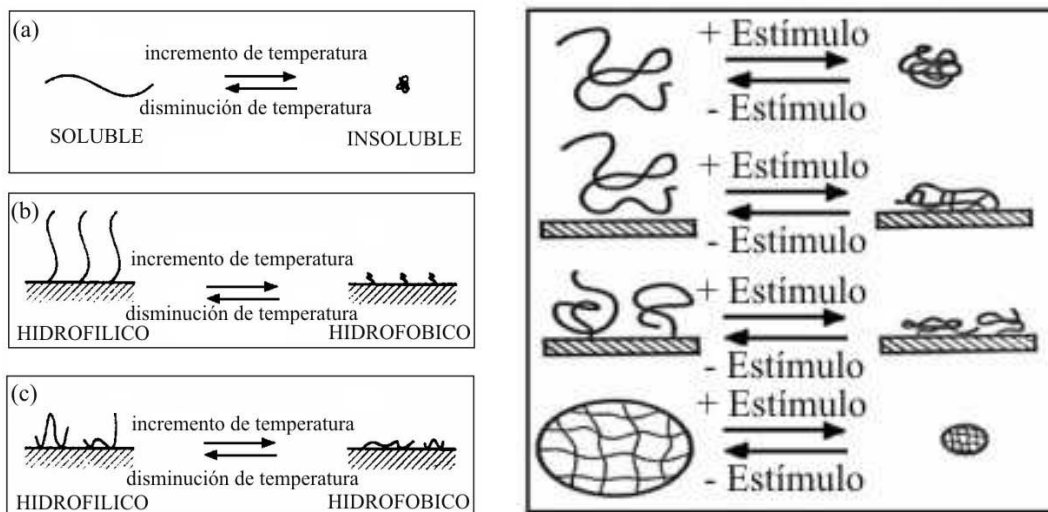 (a)
incremento de temperatura
disminución de temperatura
SOLUBLE
INSOLUBLE
(b)
incremento de temperatura
disminución de temperatura
HIDROFILICO
HIDROFOBICO
(c)
incremento de temperatura
disminución de temperatura
HIDROFILICO
HIDROFOBICO
+ Estímulo
- Estímulo
+ Estímulo
- Estímulo
+ Estímulo
- Estímulo
+ Estímulo
- Estímulo